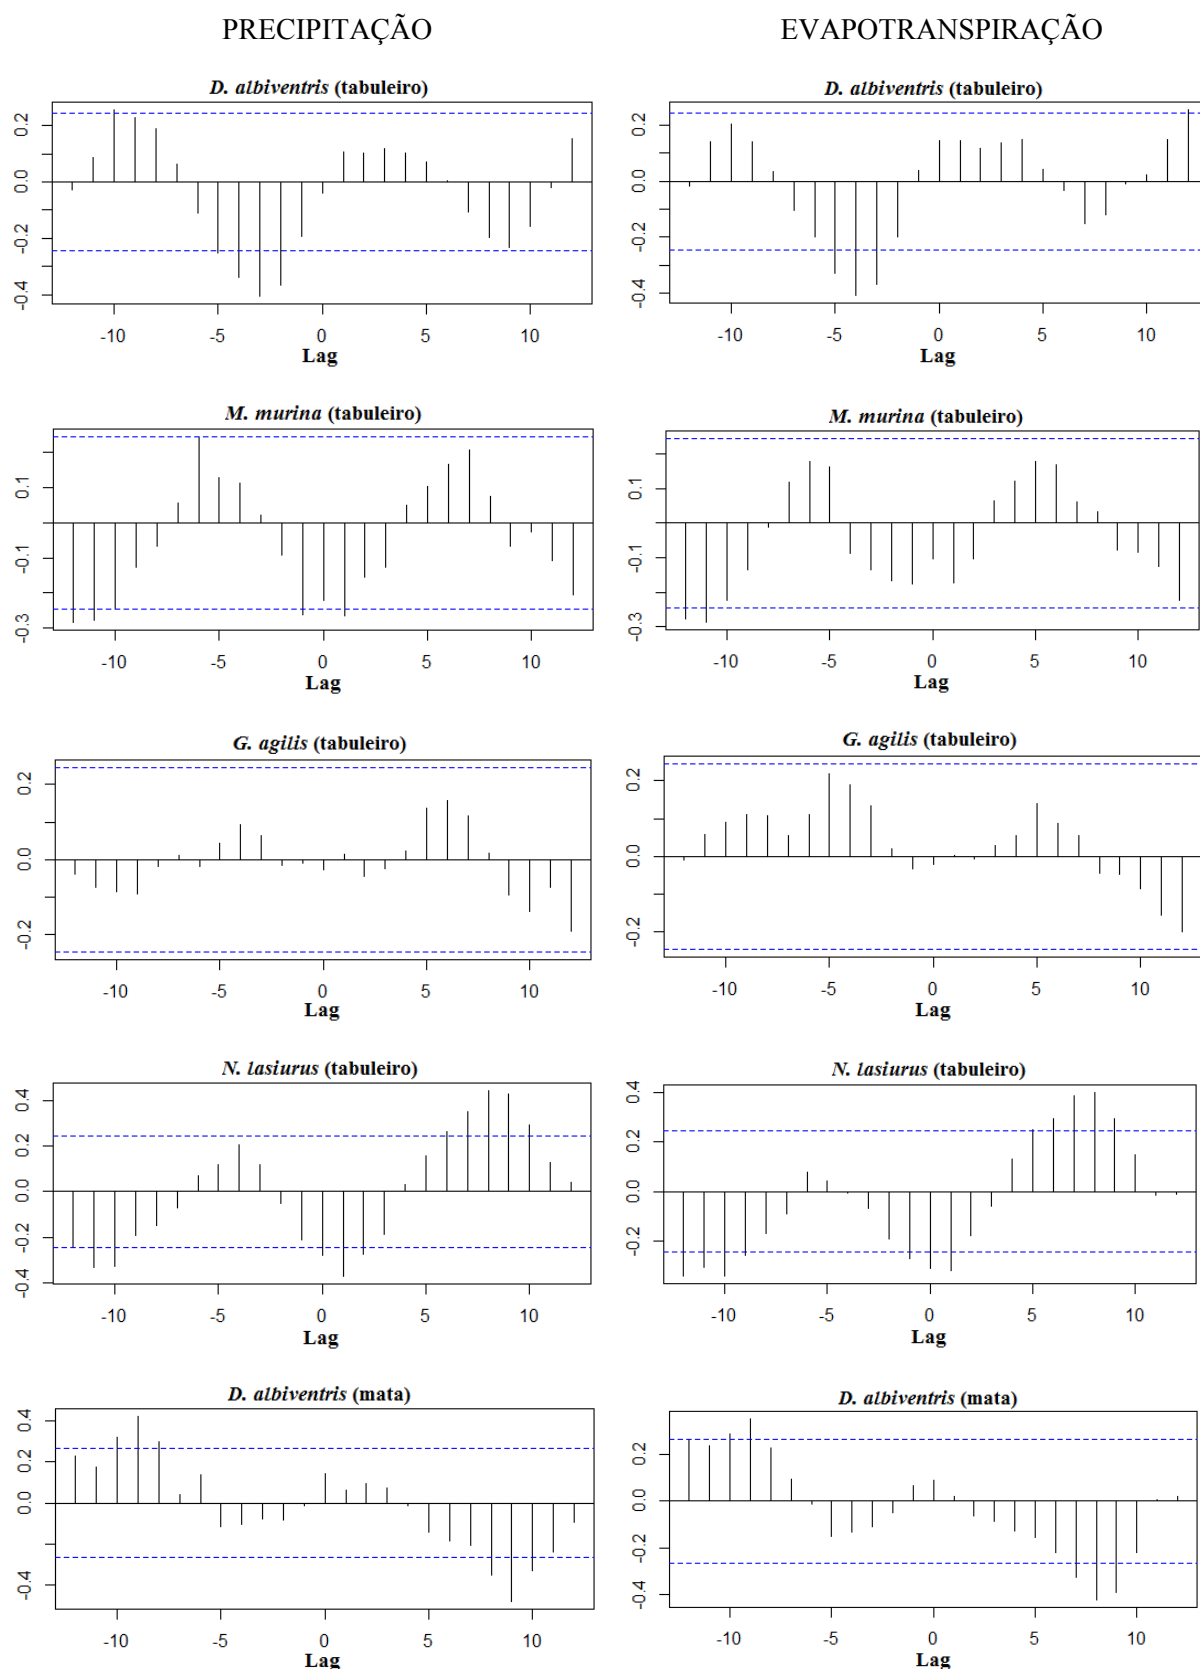 PRECIPITAÇÃO EVAPOTRANSPIRAÇÃO
D. albiventris (tabuleiro) D. albiventris (tabuleiro)
0.2 0.2
0.0 0.0
-0.2 -0.2
-0.4 -0.4
-10 -5 0 5 10 -10 -5 0 5 10
Lag Lag
M. murina (tabuleiro) M. murina (tabuleiro)
0.1 0.1
-0.1 -0.1
-0.3 -0.3
-10 -5 0 5 10 -10 -5 0 5 10
Lag Lag
G. agilis (tabuleiro) G. agilis (tabuleiro)
0.2 0.2
0.0 0.0
-0.2 -0.2
-10 -5 0 5 10 -10 -5 0 5 10
Lag Lag
N. lasiurus (tabuleiro) N. lasiurus (tabuleiro)
0.4 0.4
0.2 0.2
0.0 0.0
-0.2 -0.2
-0.4
-10 -5 0 5 10 -10 -5 0 5 10
Lag Lag
D. albiventris (mata) D. albiventris (mata)
0.4
0.2 0.2
0.0 0.0
-0.2 -0.2
-0.4 -0.4
-10 -5 0 5 10 -10 -5 0 5 10
Lag Lag